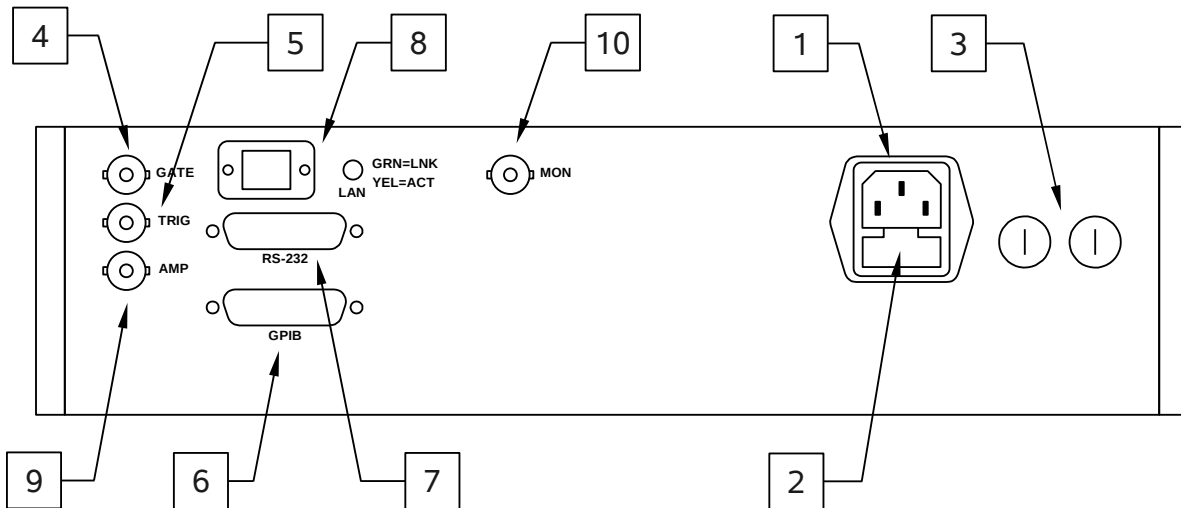 4
5
8
10
1
3
GATE
GRN=LNK
YEL=ACT
LAN
MON
TRIG
RS-232
AMP
GPIB
9
6
7
2